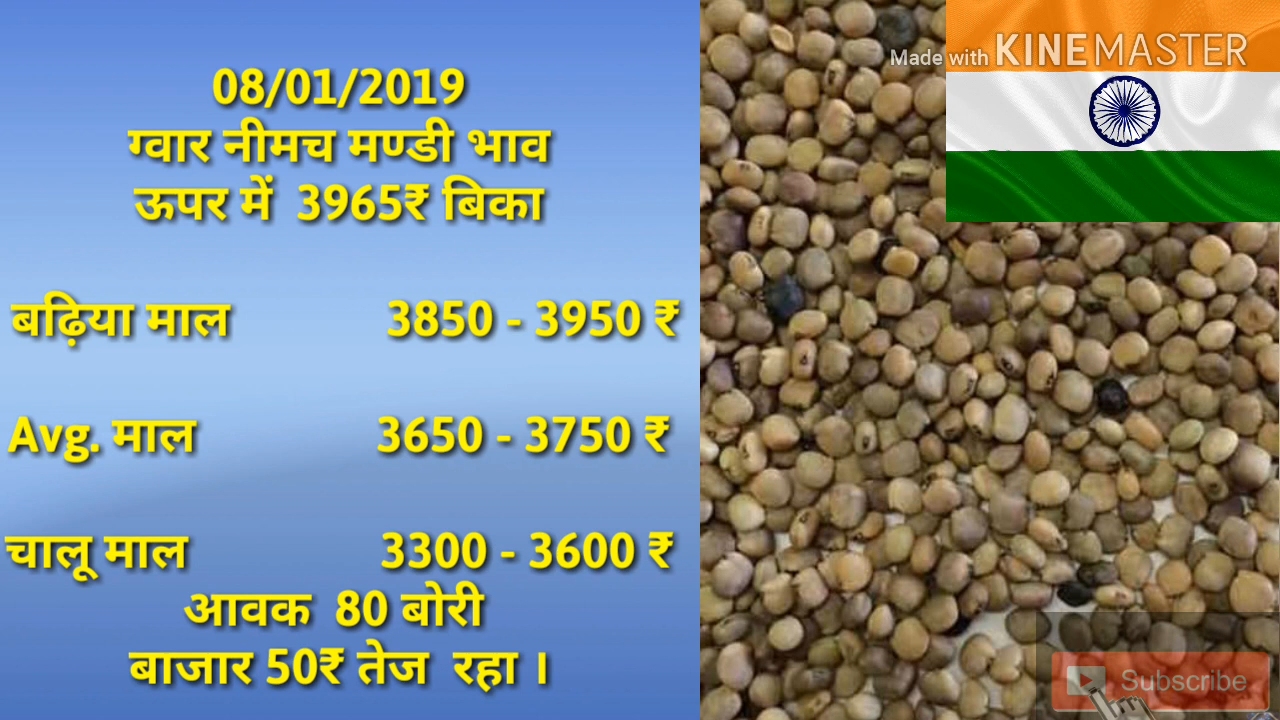 08/01/2019
ग्वार नीमच मण्डी भाव
ऊपर में 3965₹ बिका
बढ़िया माल 3850 - 3950 ₹
Avg. माल 3650 - 3750 ₹
चालू माल 3300 - 3600 ₹
आवक 80 बोरी
बाजार 50₹ तेज रहा ।
Made with KINEMASTER
Subscribe